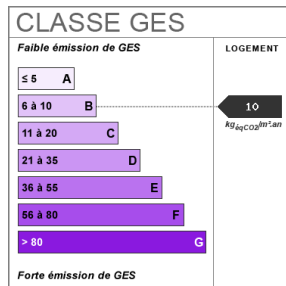 CLASSE GES
Faible émission de GES
LOGEMENT
≤ 5 A
6 à 10 B
10
kgéqCO2/m².an
11 à 20 C
21 à 35 D
36 à 55 E
56 à 80 F
> 80 G
Forte émission de GES